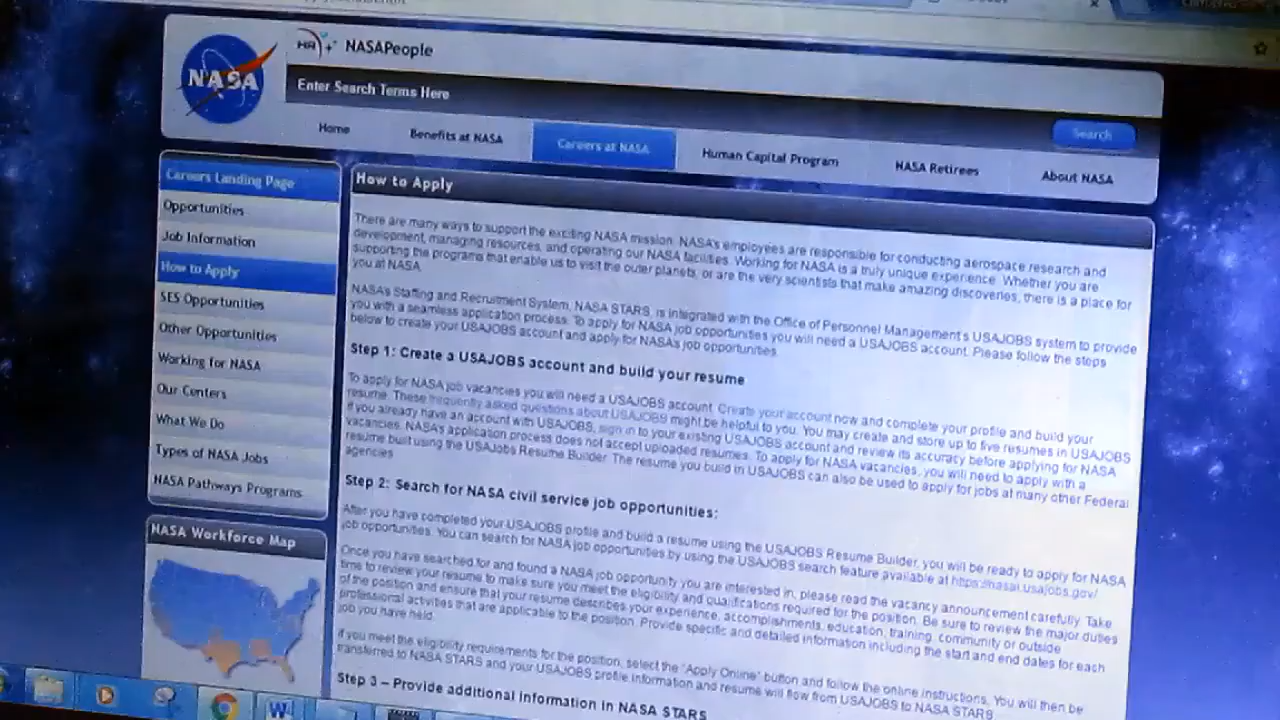 HR
NASAPeople
NASA
Enter Search Terms Here
Search
Home
Benefits at NASA
Careers at NASA
Human Capital Program
NASA Retirees
About NASA
Careers Landing Page
Opportunities
Job Information
How to Apply
SES Opportunities
Other Opportunities
Working for NASA
Our Centers
What We Do
Types of NASA Jobs
NASA Pathways Programs
NASA Workforce Map
How to Apply
There are many ways to support the exciting NASA mission. NASA's employees are responsible for conducting aerospace research and
development, managing resources, and operating our NASA facilities. Working for NASA is a truly unique experience. Whether you are
supporting the programs that enable us to visit the outer planets, or are the very scientists that make amazing discoveries, there is a place for
you at NASA.
NASA's Staffing and Recruitment System, NASA STARS, is integrated with the Office of Personnel Management's USAJOBS system to provide
you with a seamless application process. To apply for NASA job opportunities you will need a USAJOBS account. Please follow the steps
below to create your USAJOBS account and apply for NASA's job opportunities.
Step 1: Create a USAJOBS account and build your resume
To apply for NASA job vacancies you will need a USAJOBS account. Create your account now and complete your profile and build your
resume. These frequently asked questions about USAJOBS might be helpful to you. You may create and store up to five resumes in USAJOBS.
If you already have an account with USAJOBS, sign in to your existing USAJOBS account and review its accuracy before applying for NASA
vacancies. NASA's application process does not accept uploaded resumes. To apply for NASA vacancies, you will need to apply with a
resume built using the USAJobs Resume Builder. The resume you build in USAJOBS can also be used to apply for jobs at many other Federal
agencies.
Step 2: Search for NASA civil service job opportunities:
After you have completed your USAJOBS profile and build a resume using the USAJOBS Resume Builder, you will be ready to apply for NASA
job opportunities. You can search for NASA job opportunities by using the USAJOBS search feature available at https://nasai.usajobs.gov/
Once you have searched for and found a NASA job opportunity you are interested in, please read the vacancy announcement carefully. Take
time to review your resume to make sure you meet the eligibility and qualifications required for the position. Be sure to review the major duties
of the position and ensure that your resume describes your experience, accomplishments, education, training, community or outside
professional activities that are applicable to the position. Provide specific and detailed information including the start and end dates for each
job you have held.
If you meet the eligibility requirements for the position, select the "Apply Online" button and follow the online instructions. You will then be
transferred to NASA STARS and your USAJOBS profile information and resume will flow from USAJOBS to NASA STARS.
Step 3 – Provide additional information in NASA STARS